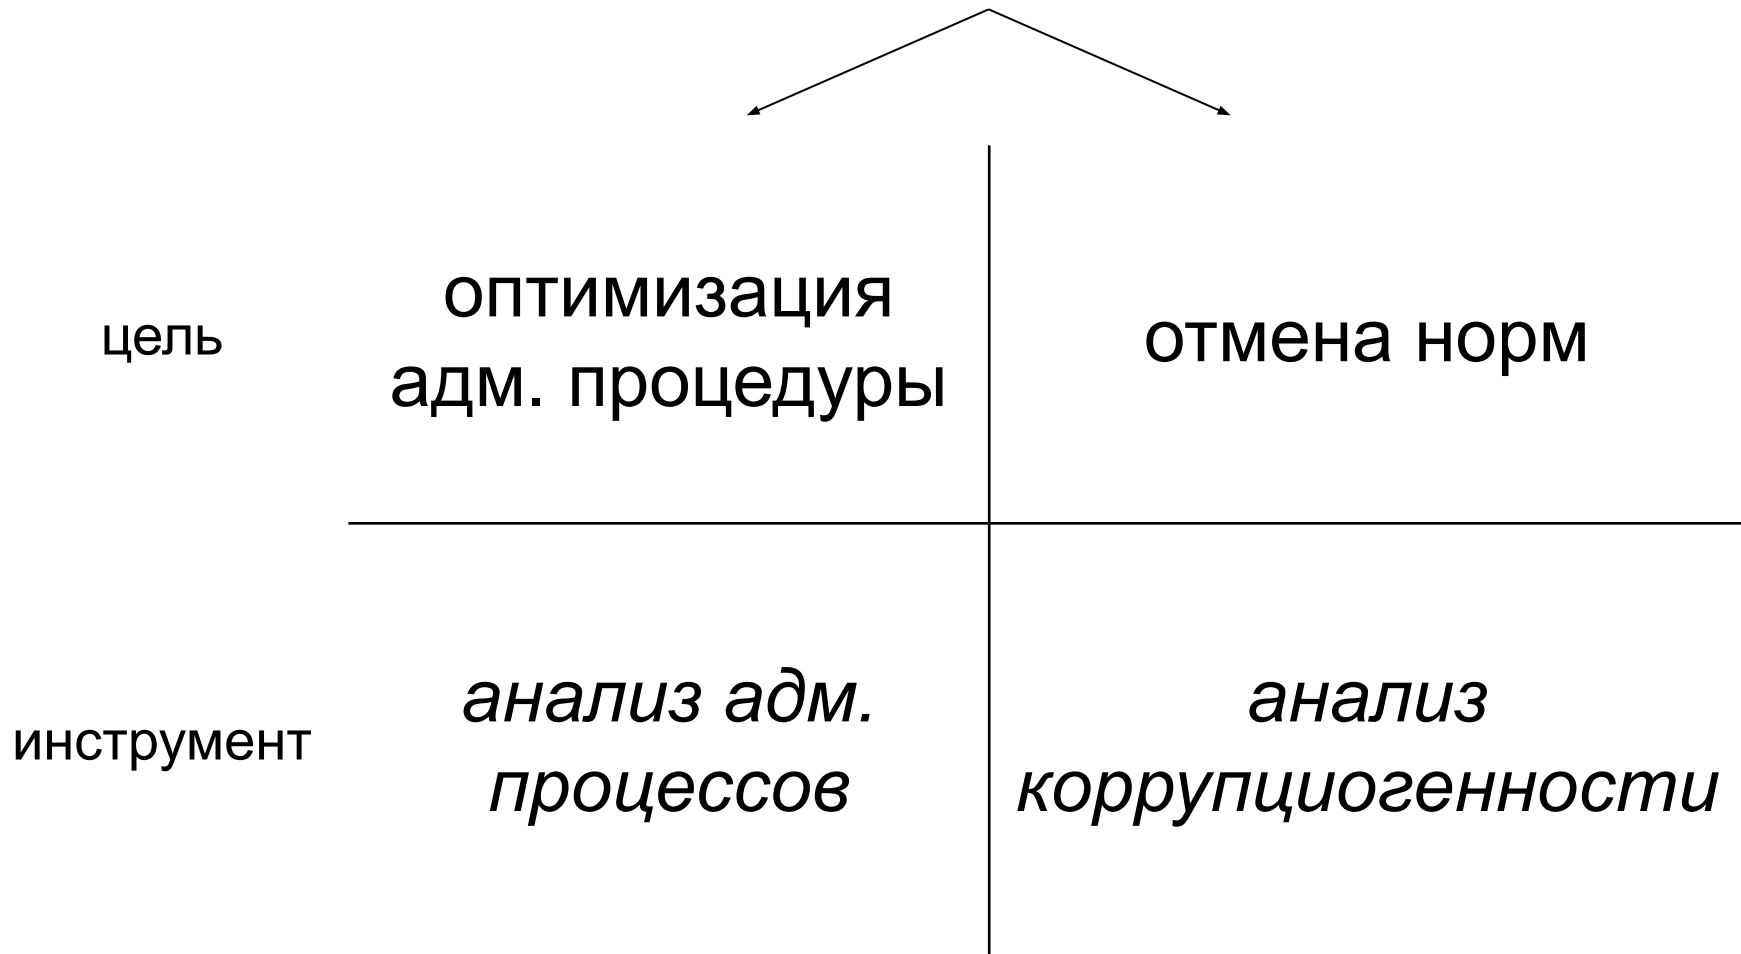 цель
оптимизация
адм. процедуры
отмена норм
инструмент
анализ адм.
процессов
анализ
коррупциогенности